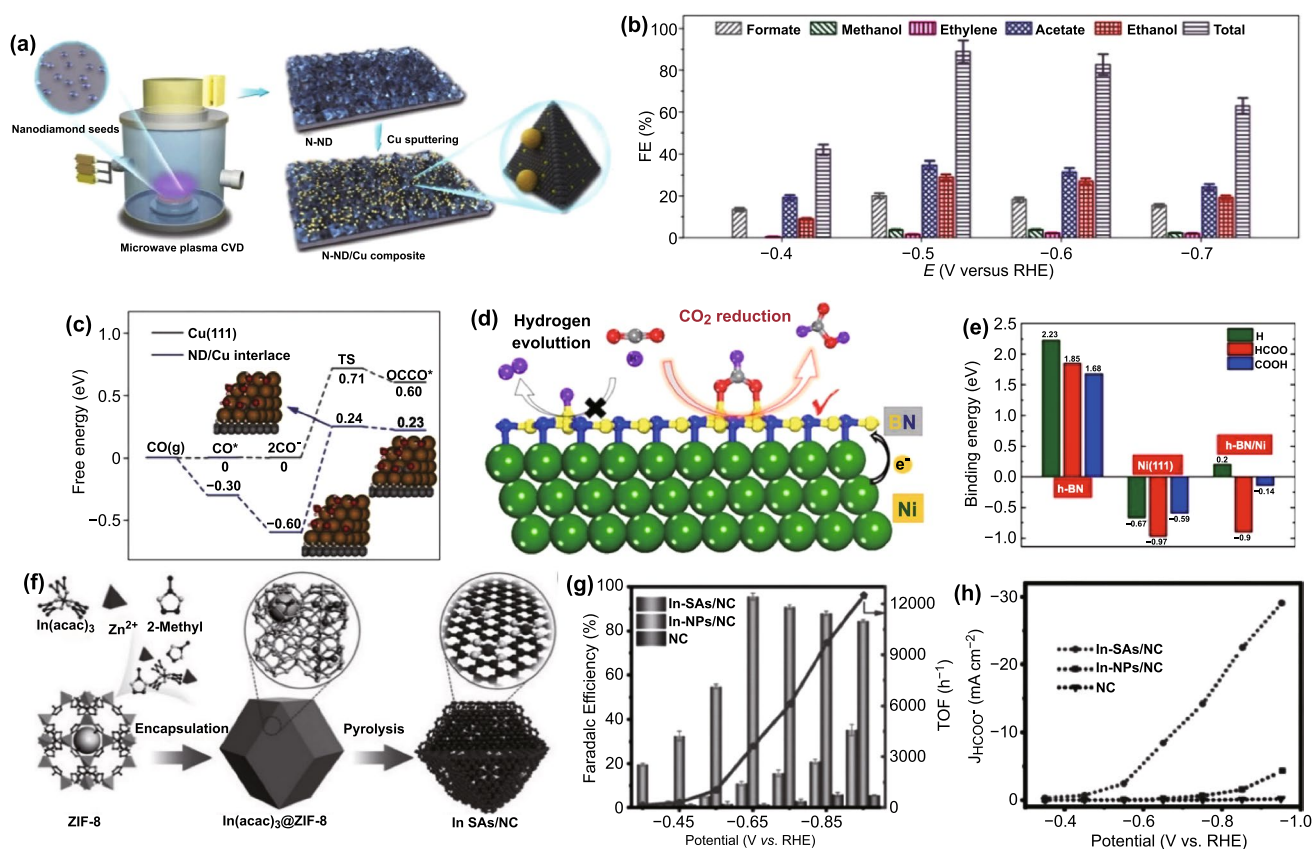 (a)
Nanodiamond seeds
Microwave plasma CVD
N-ND
Cu sputtering
N-ND/Cu composite
(b)
Formate Methanol Ethylene Acetate Ethanol Total
100
80
60
40
20
0
FE (%)
−0.4 −0.5 −0.6 −0.7
E (V versus RHE)
(c)
1.0
0.5
0
−0.5
Free energy (eV)
Cu(111)
ND/Cu interlace
TS
0.71
OCCO*
0.60
0.24
0.23
CO(g)
CO*
0
2CO⁻
0
−0.30
−0.60
(d)
Hydrogen
evoluttion
CO₂ reduction
BN
e⁻
Ni
(e)
2.5
2.0
1.5
1.0
0.5
0.0
−0.5
−1.0
Binding energy (eV)
H
HCOO
COOH
2.23
1.85
1.68
h-BN
Ni(111)
−0.67
−0.97
−0.59
h-BN/Ni
0.2
−0.9
−0.14
(f)
In(acac)₃
Zn²⁺
2-Methyl
Encapsulation
Pyrolysis
ZIF-8
In(acac)₃@ZIF-8
In SAs/NC
(g)
100
80
60
40
20
0
Faradalc Efficiency (%)
In-SAs/NC
In-NPs/NC
NC
12000
9000
6000
3000
0
TOF (h⁻¹)
−0.45 −0.65 −0.85
Potential (V vs. RHE)
(h)
−30
−20
−10
0
J_HCOO⁻ (mA cm⁻²)
In-SAs/NC
In-NPs/NC
NC
−0.4 −0.6 −0.8 −1.0
Potential (V vs. RHE)